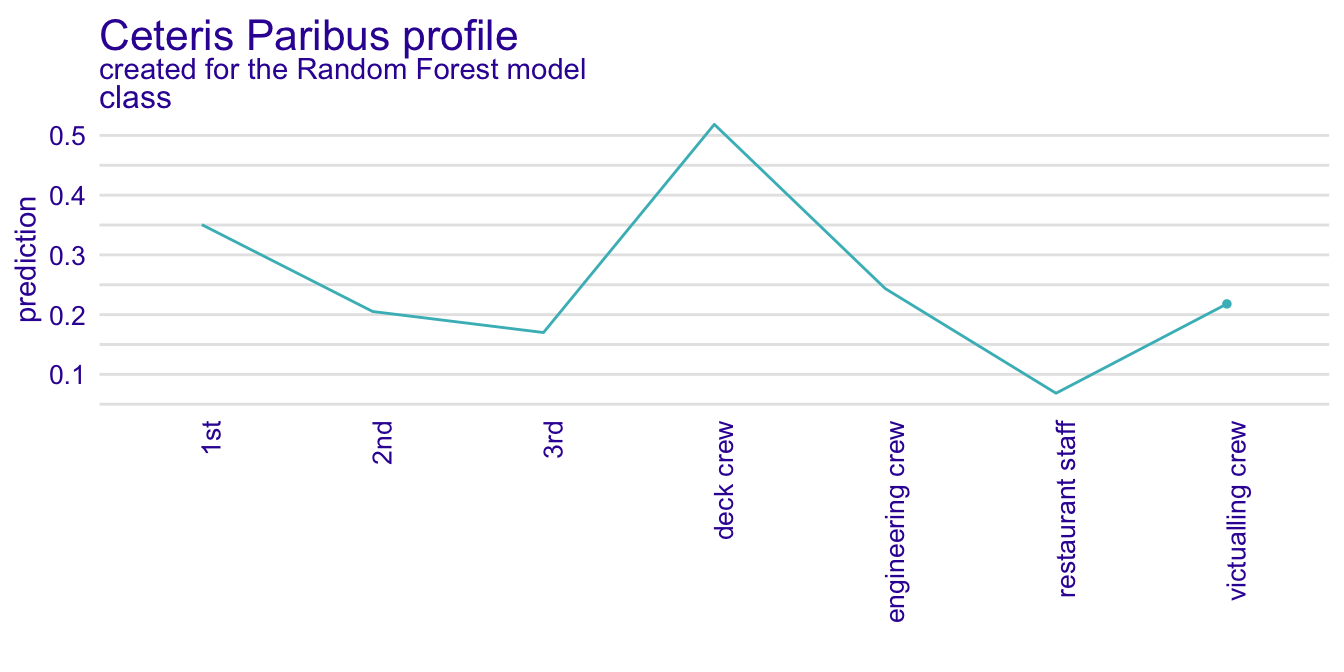 Ceteris Paribus profile
created for the Random Forest model
class
prediction
0.5
0.4
0.3
0.2
0.1
1st
2nd
3rd
deck crew
engineering crew
restaurant staff
victualling crew